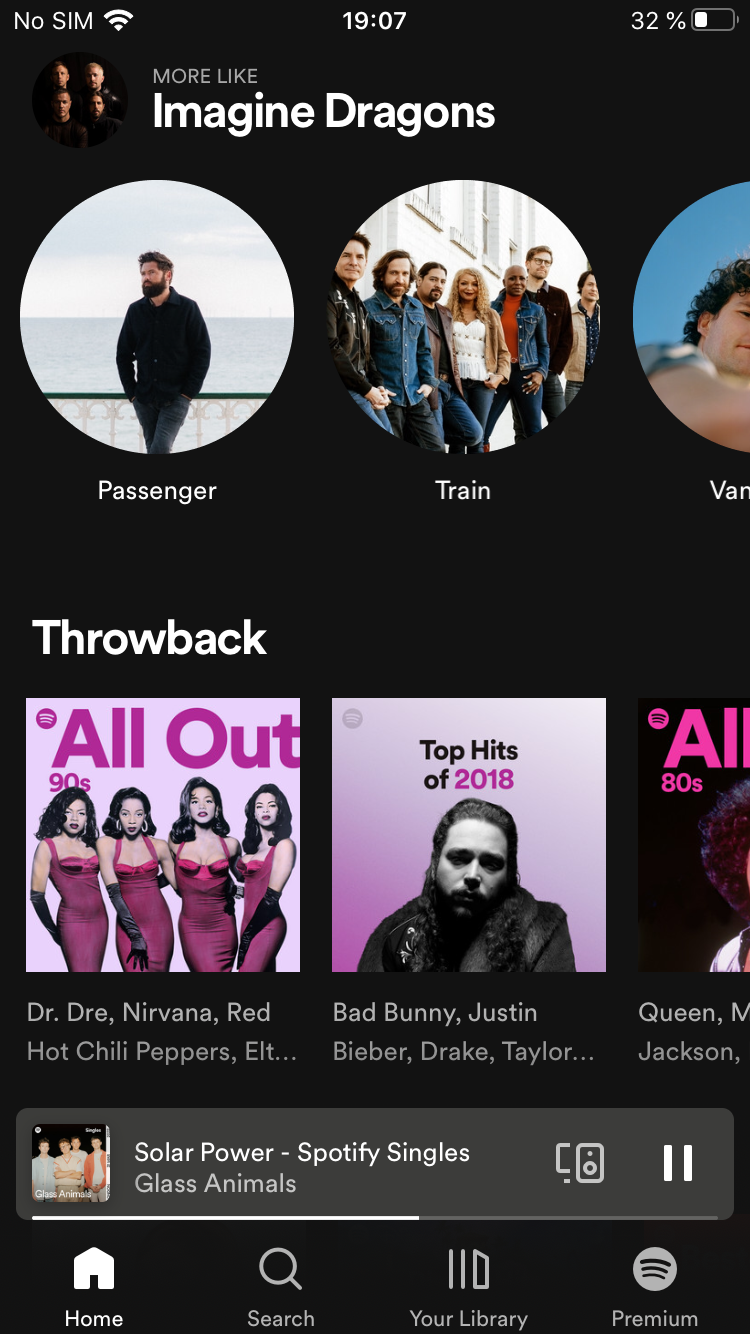 No SIM 19:07 32 %
MORE LIKE
Imagine Dragons
Passenger
Train
Throwback
All Out
90s
Top Hits
of 2018
80s
Dr. Dre, Nirvana, Red
Hot Chili Peppers, Elt...
Bad Bunny, Justin
Bieber, Drake, Taylor...
Queen, M
Jackson,
Singles
Glass Animals
Solar Power - Spotify Singles
Glass Animals
Home
Search
Your Library
Premium